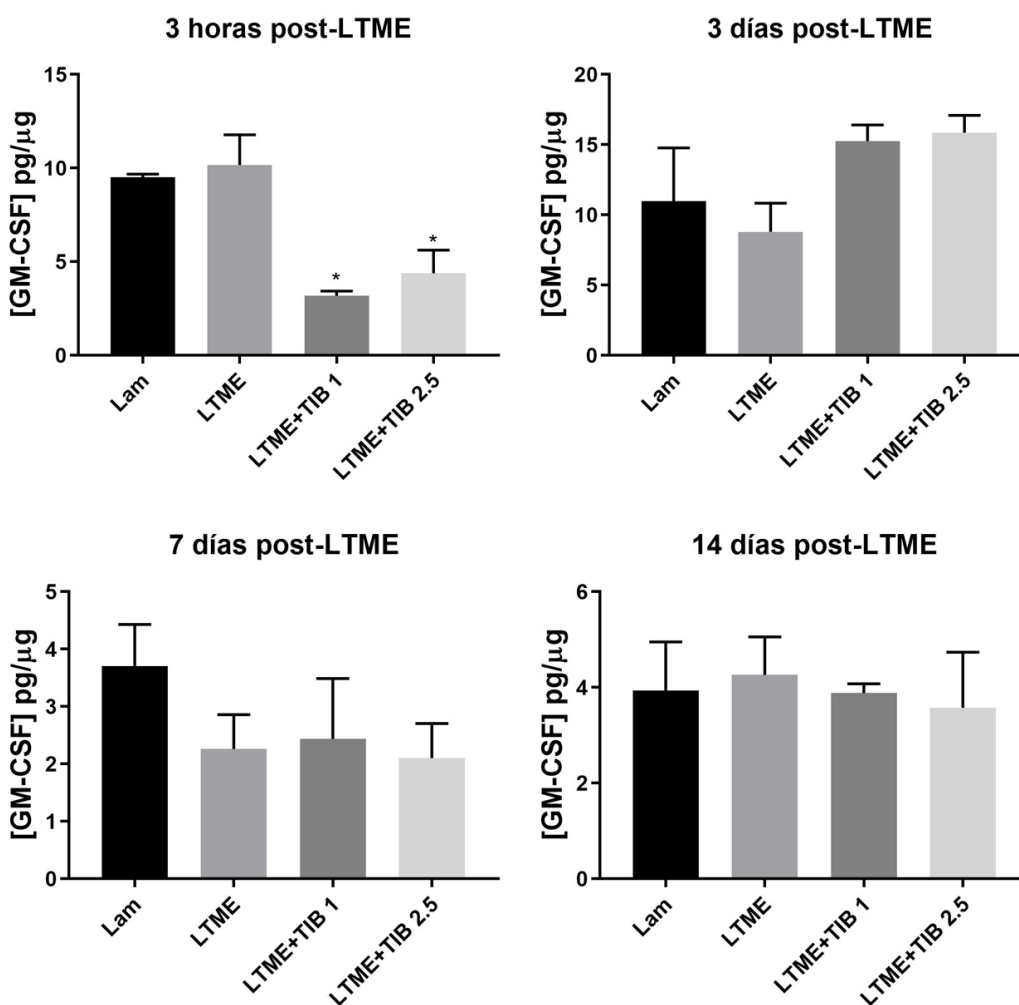 3 horas post-LTME
[GM-CSF] pg/μg
15
10
5
0
*
*
Lam
LTME
LTME+TIB 1
LTME+TIB 2.5
3 días post-LTME
[GM-CSF] pg/μg
20
15
10
5
0
Lam
LTME
LTME+TIB 1
LTME+TIB 2.5
7 días post-LTME
[GM-CSF] pg/μg
5
4
3
2
1
0
Lam
LTME
LTME+TIB 1
LTME+TIB 2.5
14 días post-LTME
[GM-CSF] pg/μg
6
4
2
0
Lam
LTME
LTME+TIB 1
LTME+TIB 2.5